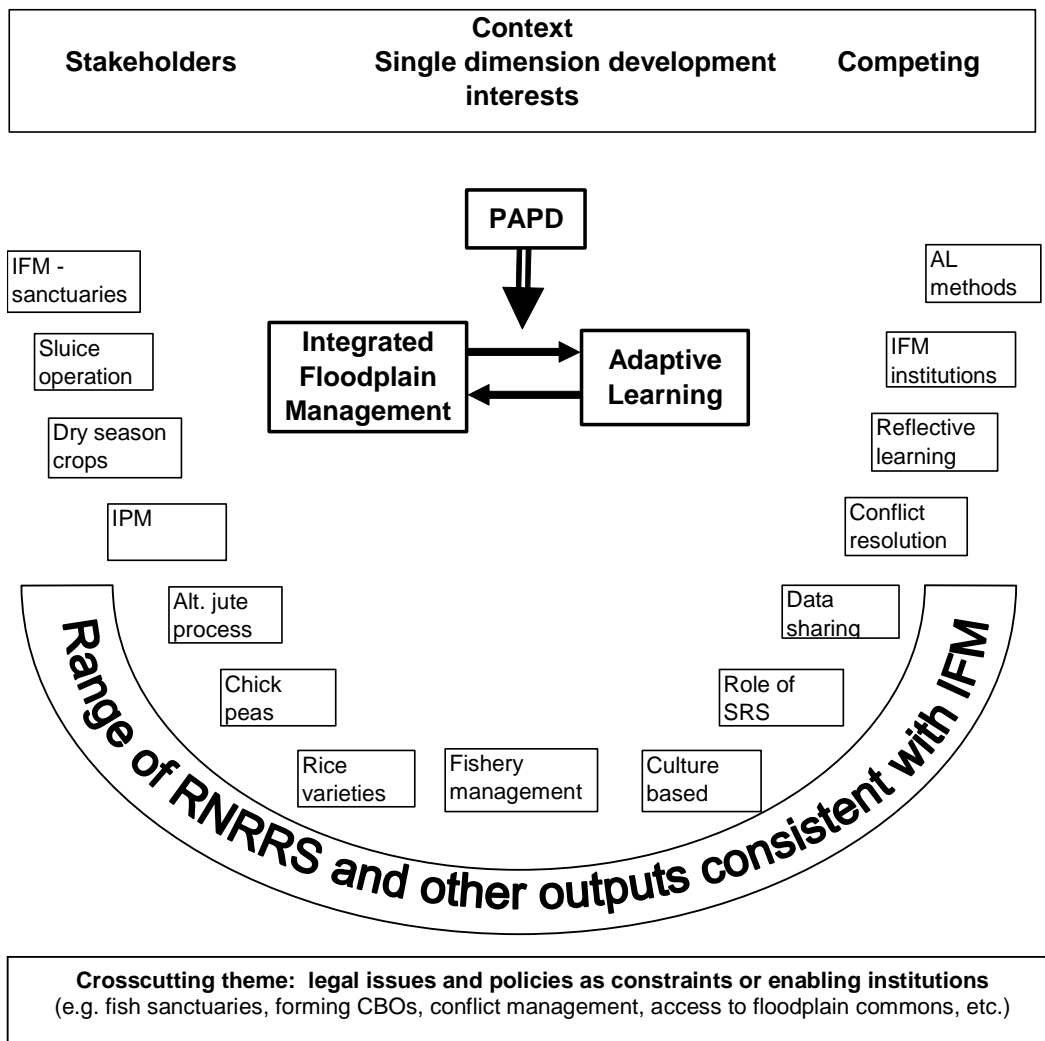 Context
Stakeholders Single dimension development Competing
interests
PAPD
IFM -
sanctuaries
AL
methods
Integrated
Floodplain
Management
Adaptive
Learning
Sluice
operation
IFM
institutions
Dry season
crops
Reflective
learning
IPM
Conflict
resolution
Alt. jute
process
Data
sharing
Chick
peas
Role of
SRS
Rice
varieties
Fishery
management
Culture
based
Range of RNRRS and other outputs consistent with IFM
Crosscutting theme: legal issues and policies as constraints or enabling institutions
(e.g. fish sanctuaries, forming CBOs, conflict management, access to floodplain commons, etc.)